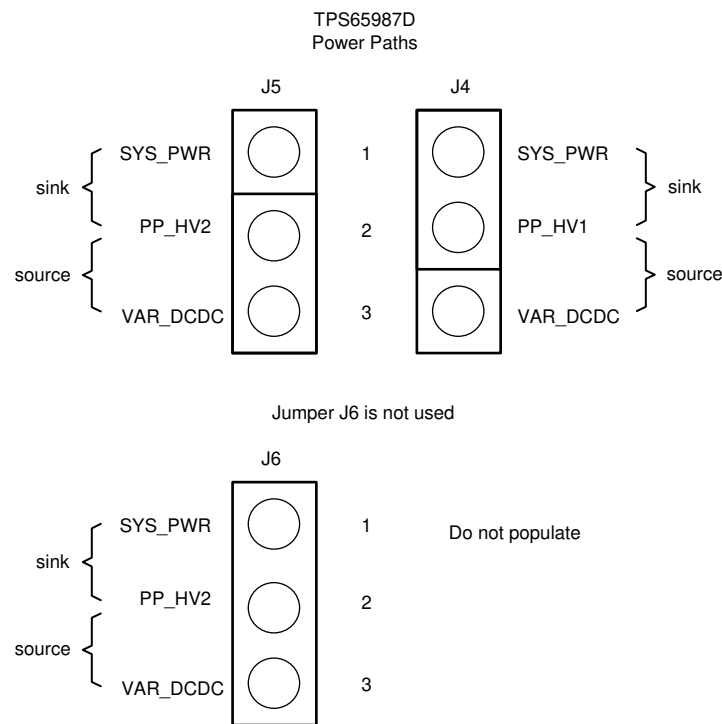 TPS65987D
Power Paths
J5
J4
SYS_PWR
1
SYS_PWR
sink
sink
PP_HV2
2
PP_HV1
source
source
VAR_DCDC
3
VAR_DCDC
Jumper J6 is not used
J6
SYS_PWR
1
Do not populate
sink
PP_HV2
2
source
VAR_DCDC
3